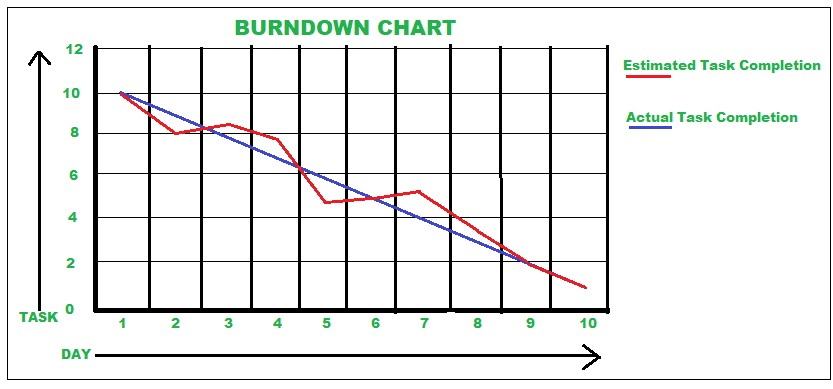 BURNDOWN CHART
12
10
8
6
4
2
0
TASK
1 2 3 4 5 6 7 8 9 10
DAY
Estimated Task Completion
Actual Task Completion